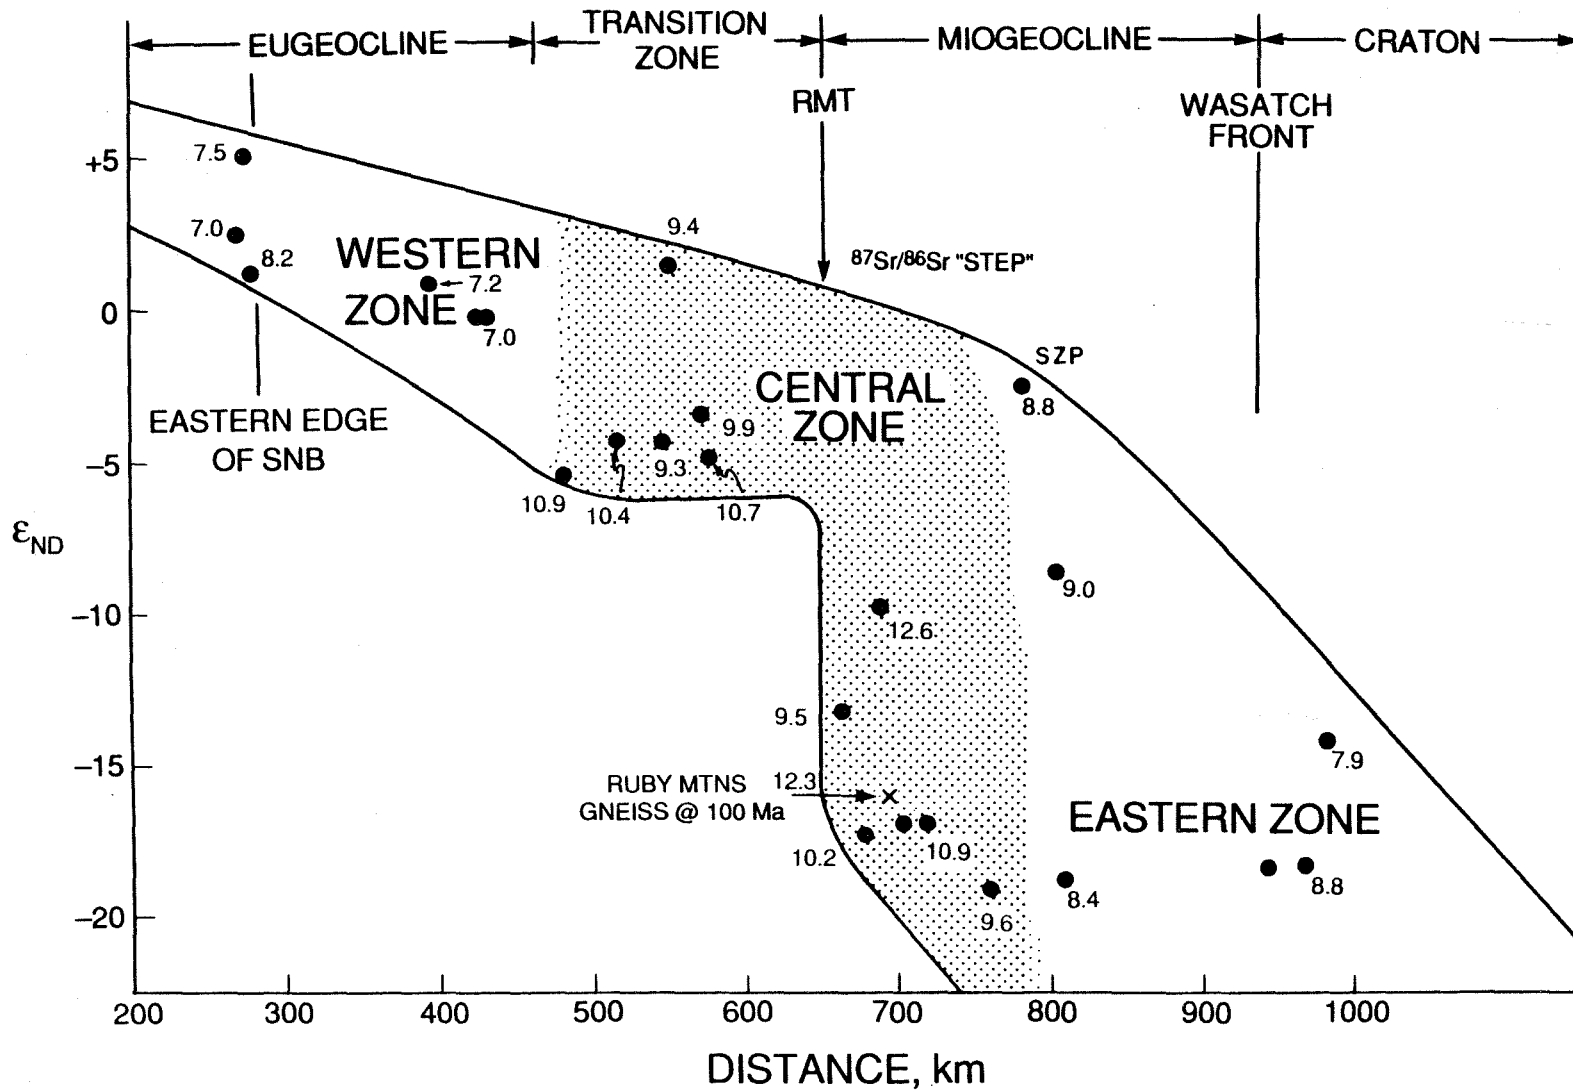 EUGEOCLINE
TRANSITION
ZONE
MIOGEOCLINE
CRATON
RMT
WASATCH
FRONT
+5
7.5
7.0
8.2
WESTERN
ZONE
7.2
7.0
9.4
⁸⁷Sr/⁸⁶Sr "STEP"
0
SZP
8.8
CENTRAL
ZONE
EASTERN EDGE
OF SNB
9.9
9.3
−5
10.9
10.4
10.7
εND
9.0
−10
12.6
9.5
7.9
−15
RUBY MTNS
GNEISS @ 100 Ma
12.3
EASTERN ZONE
10.2
10.9
8.8
8.4
9.6
−20
200
300
400
500
600
700
800
900
1000
DISTANCE, km